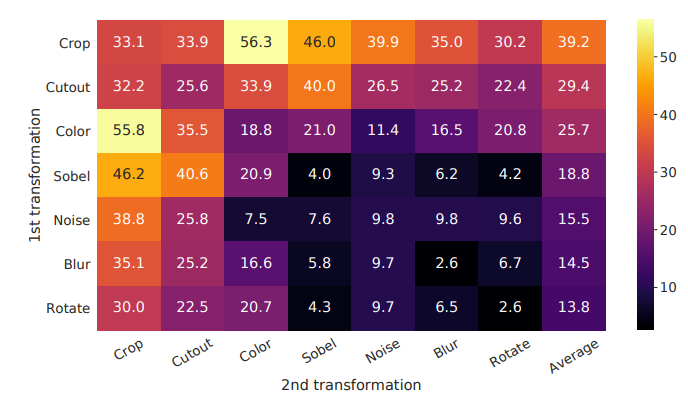 Crop 33.1 33.9 56.3 46.0 39.9 35.0 30.2 39.2
Cutout 32.2 25.6 33.9 40.0 26.5 25.2 22.4 29.4
Color 55.8 35.5 18.8 21.0 11.4 16.5 20.8 25.7
Sobel 46.2 40.6 20.9 4.0 9.3 6.2 4.2 18.8
Noise 38.8 25.8 7.5 7.6 9.8 9.8 9.6 15.5
Blur 35.1 25.2 16.6 5.8 9.7 2.6 6.7 14.5
Rotate 30.0 22.5 20.7 4.3 9.7 6.5 2.6 13.8
Crop Cutout Color Sobel Noise Blur Rotate Average
2nd transformation
1st transformation
50
40
30
20
10